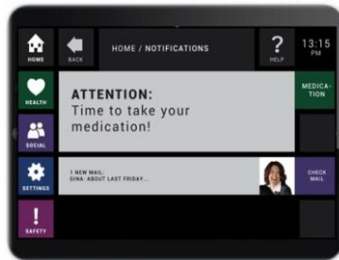 HOME
BACK
HOME / NOTIFICATIONS
?
HELP
13:15
PM
HEALTH
ATTENTION:
Time to take your
medication!
MEDICA-
TION
SOCIAL
SETTINGS
1 NEW MAIL:
GINA: ABOUT LAST FRIDAY...
CHECK
MAIL
!
SAFETY